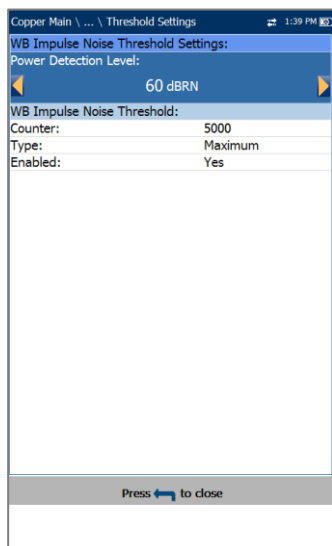 Copper Main \ ... \ Threshold Settings 1:39 PM
WB Impulse Noise Threshold Settings:
Power Detection Level:
60 dBRN
WB Impulse Noise Threshold:
Counter: 5000
Type: Maximum
Enabled: Yes
Press to close